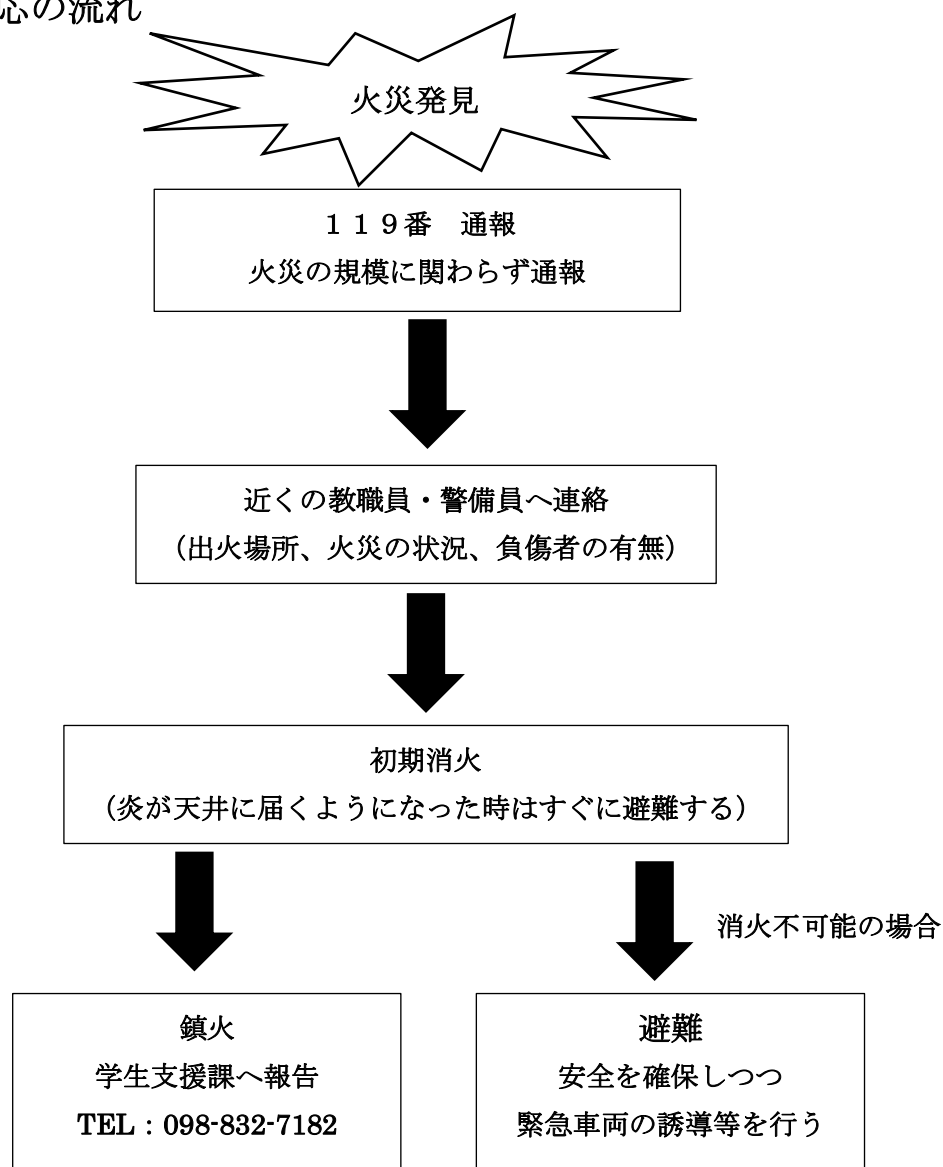 応の流れ
火災発見
１１９番　通報
火災の規模に関わらず通報
近くの教職員・警備員へ連絡
（出火場所、火災の状況、負傷者の有無）
初期消火
（炎が天井に届くようになった時はすぐに避難する）
消火不可能の場合
鎮火
学生支援課へ報告
TEL：098-832-7182
避難
安全を確保しつつ
緊急車両の誘導等を行う